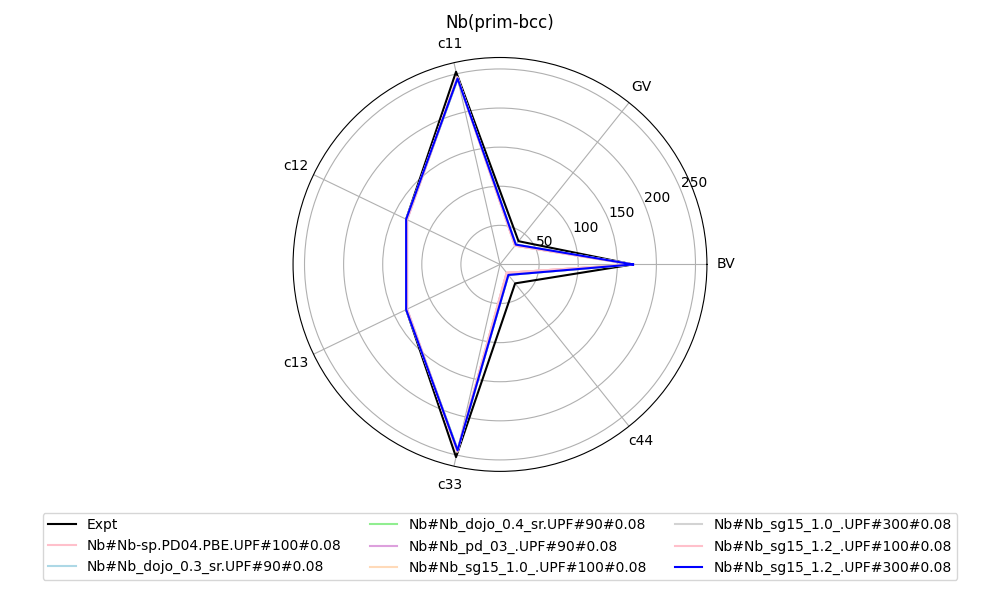 Nb(prim-bcc)
c11
GV
c12
250
200
150
100
50
BV
c13
c44
c33
Expt
Nb#Nb-sp.PD04.PBE.UPF#100#0.08
Nb#Nb_dojo_0.3_sr.UPF#90#0.08
Nb#Nb_dojo_0.4_sr.UPF#90#0.08
Nb#Nb_pd_03_.UPF#90#0.08
Nb#Nb_sg15_1.0_.UPF#100#0.08
Nb#Nb_sg15_1.0_.UPF#300#0.08
Nb#Nb_sg15_1.2_.UPF#100#0.08
Nb#Nb_sg15_1.2_.UPF#300#0.08